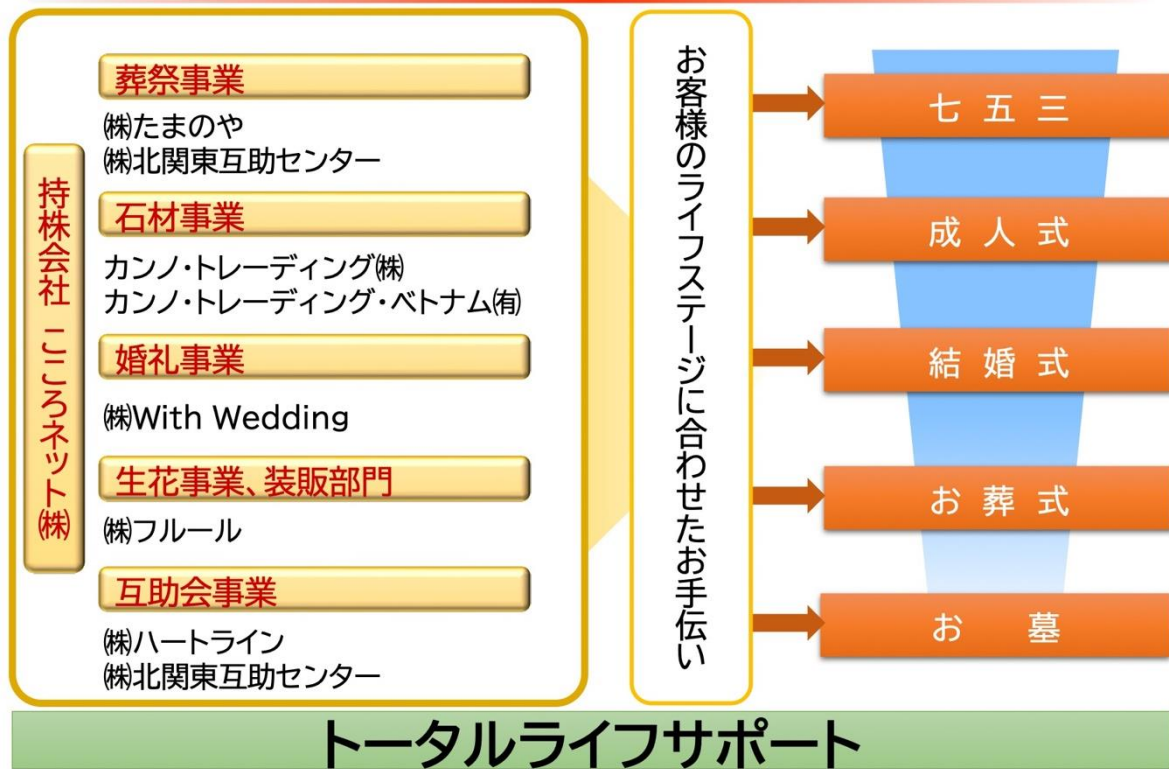 持株会社 こころネット㈱
葬祭事業
㈱たまのや
㈱北関東互助センター
石材事業
カンノ・トレーディング㈱
カンノ・トレーディング・ベトナム㈲
婚礼事業
㈱With Wedding
生花事業、装販部門
㈱フルール
互助会事業
㈱ハートライン
㈱北関東互助センター
お客様のライフステージに合わせたお手伝い
七五三
成人式
結婚式
お葬式
お墓
トータルライフサポート